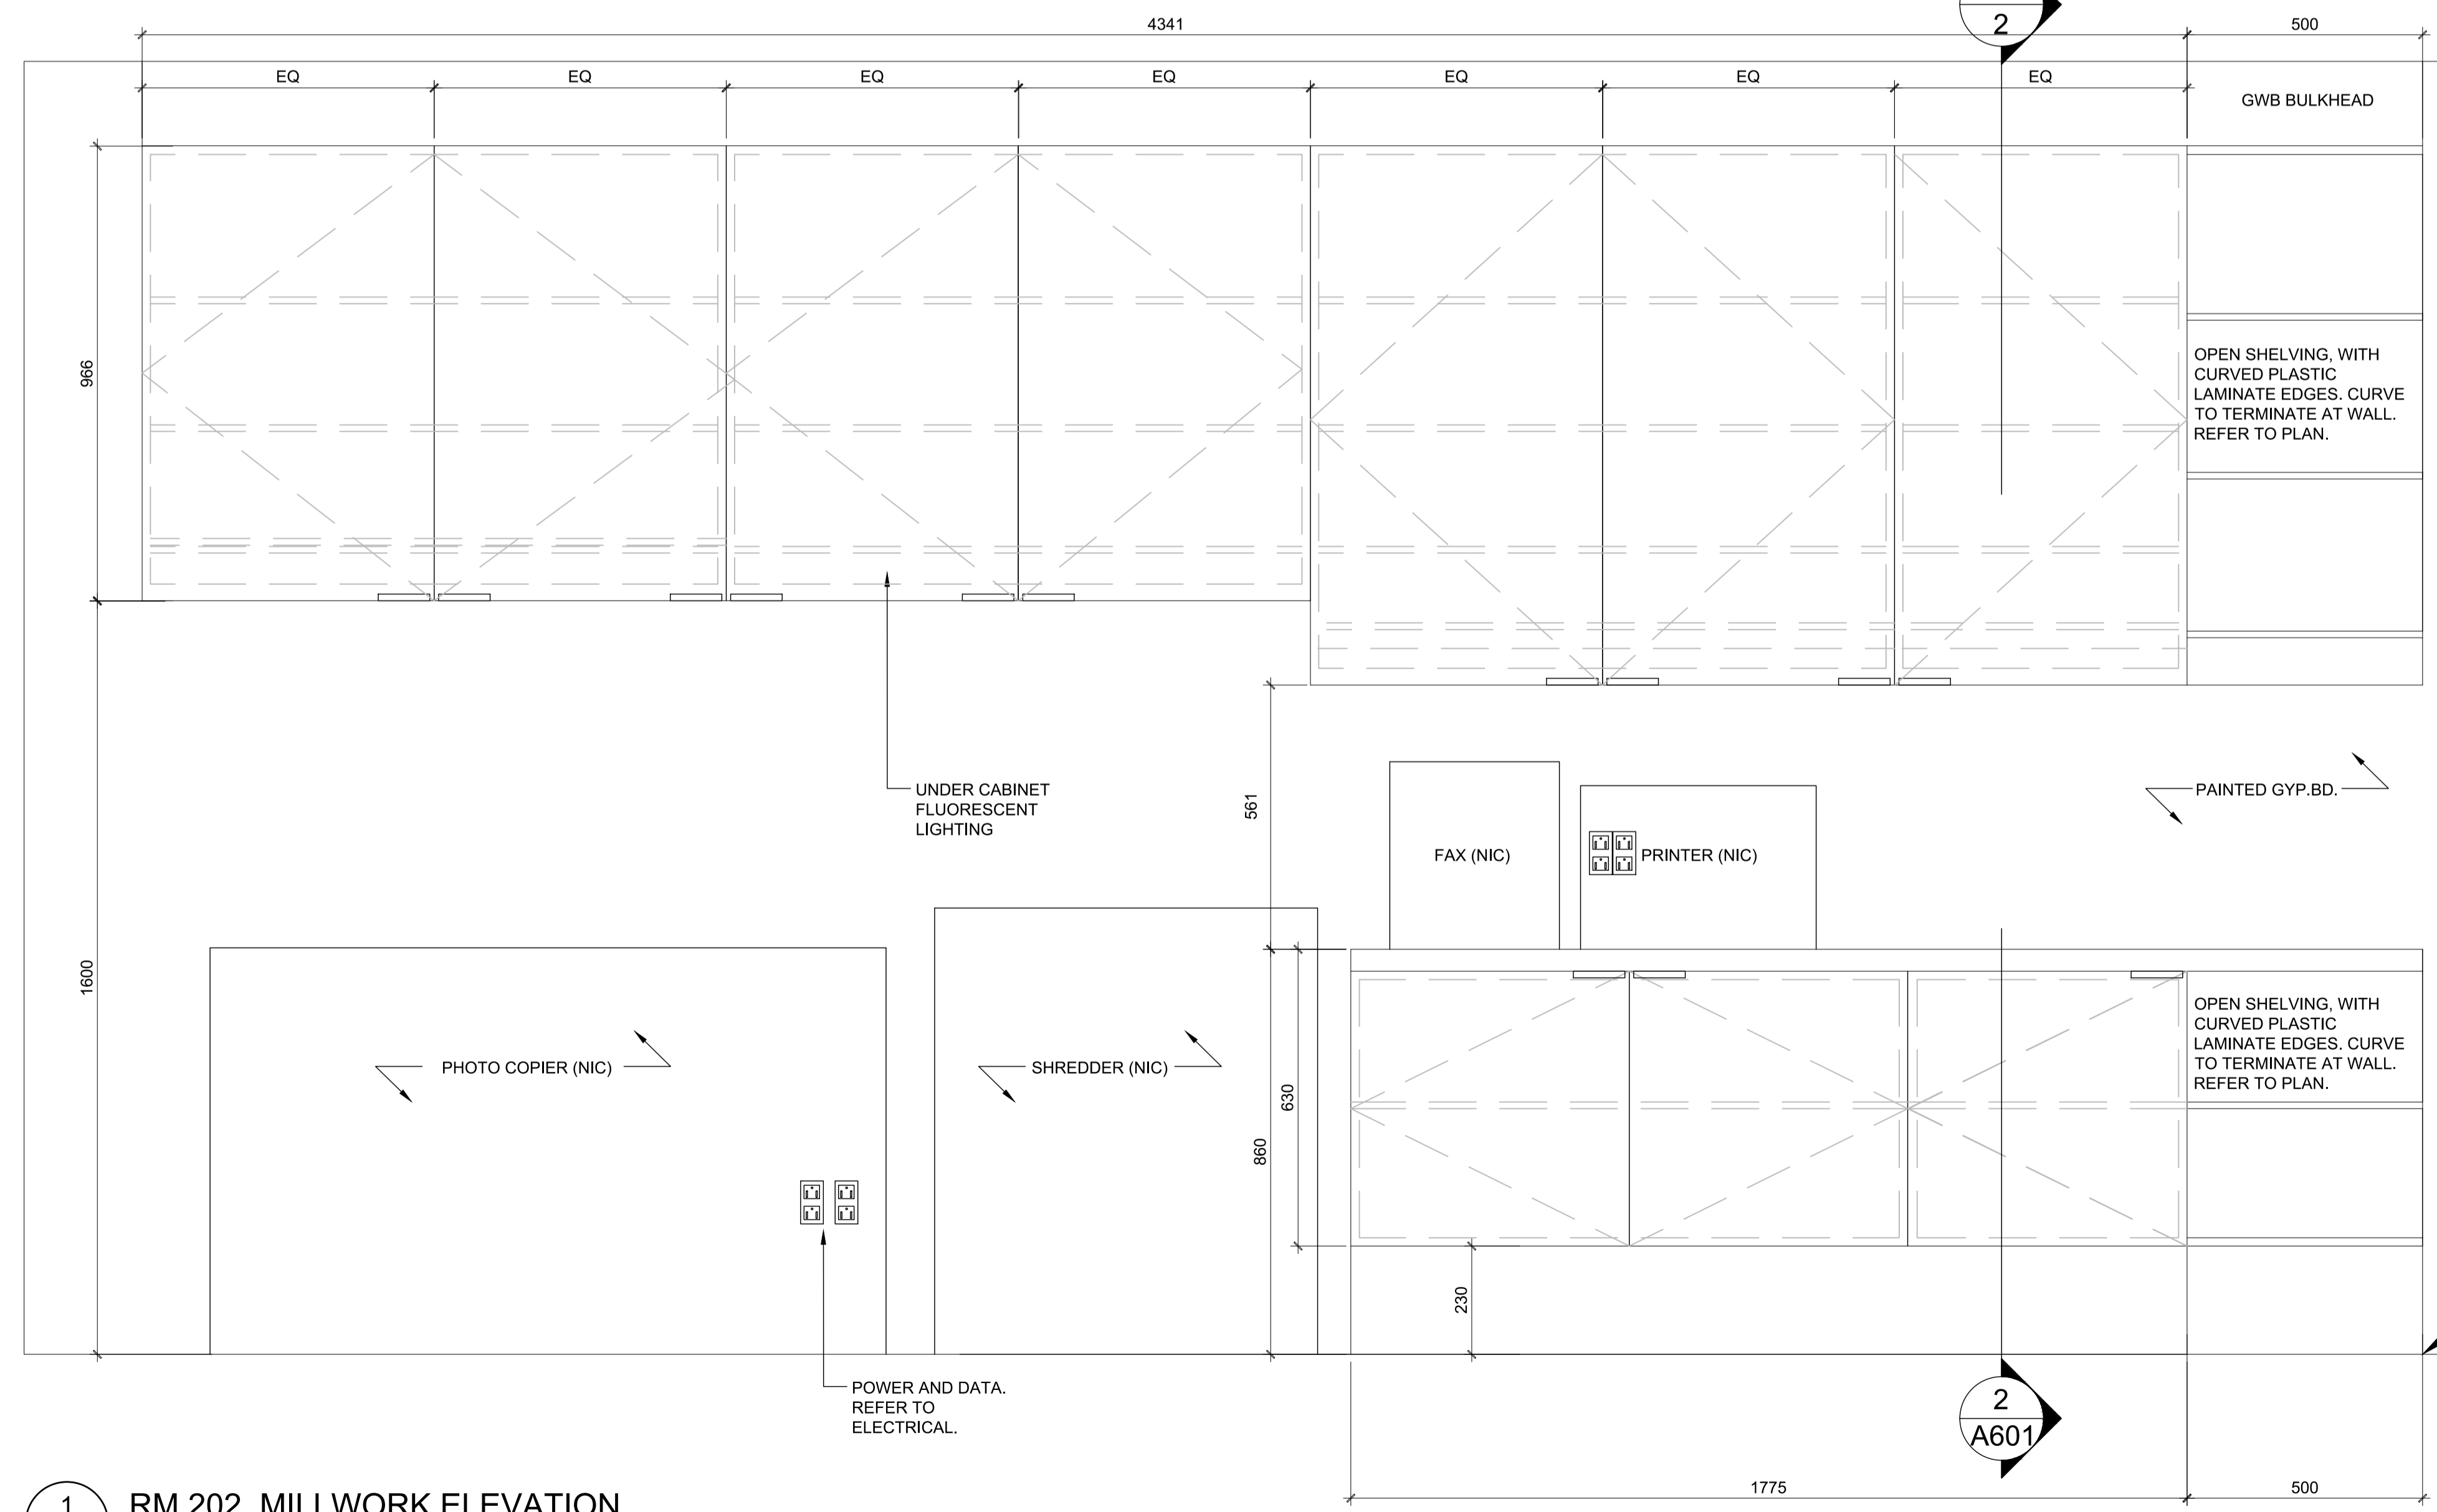 4341
2
500
EQ
EQ
EQ
EQ
EQ
EQ
EQ
GWB BULKHEAD
966
OPEN SHELVING, WITH
CURVED PLASTIC
LAMINATE EDGES. CURVE
TO TERMINATE AT WALL.
REFER TO PLAN.
UNDER CABINET
FLUORESCENT
LIGHTING
561
PAINTED GYP.BD.
FAX (NIC)
PRINTER (NIC)
1600
PHOTO COPIER (NIC)
SHREDDER (NIC)
630
860
OPEN SHELVING, WITH
CURVED PLASTIC
LAMINATE EDGES. CURVE
TO TERMINATE AT WALL.
REFER TO PLAN.
230
POWER AND DATA.
REFER TO
ELECTRICAL.
2
A601
1775
500
1
RM 202 MILLWORK ELEVATION